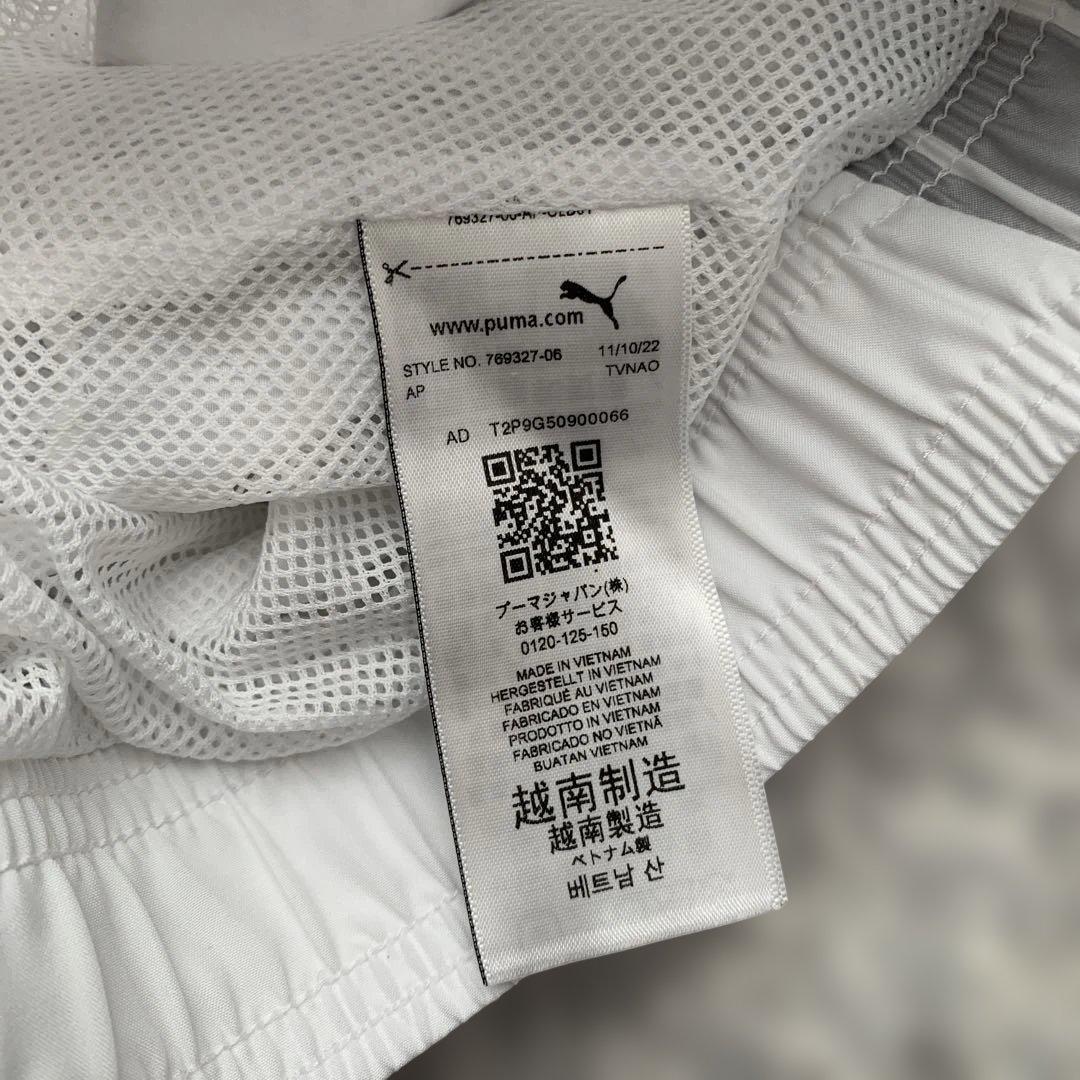 www.puma.com
STYLE NO. 769327-06 11/10/22
AP TVNAO
AD T2P9G50900066
プーマジャパン(株)
お客様サービス
0120-125-150
MADE IN VIETNAM
HERGESTELLT IN VIETNAM
FABRIQUÉ AU VIETNAM
FABRICADO EN VIETNAM
PRODOTTO IN VIETNAM
FABRICADO NO VIETNÃ
BUATAN VIETNAM
越南制造
越南製造
ベトナム製
베트남 산